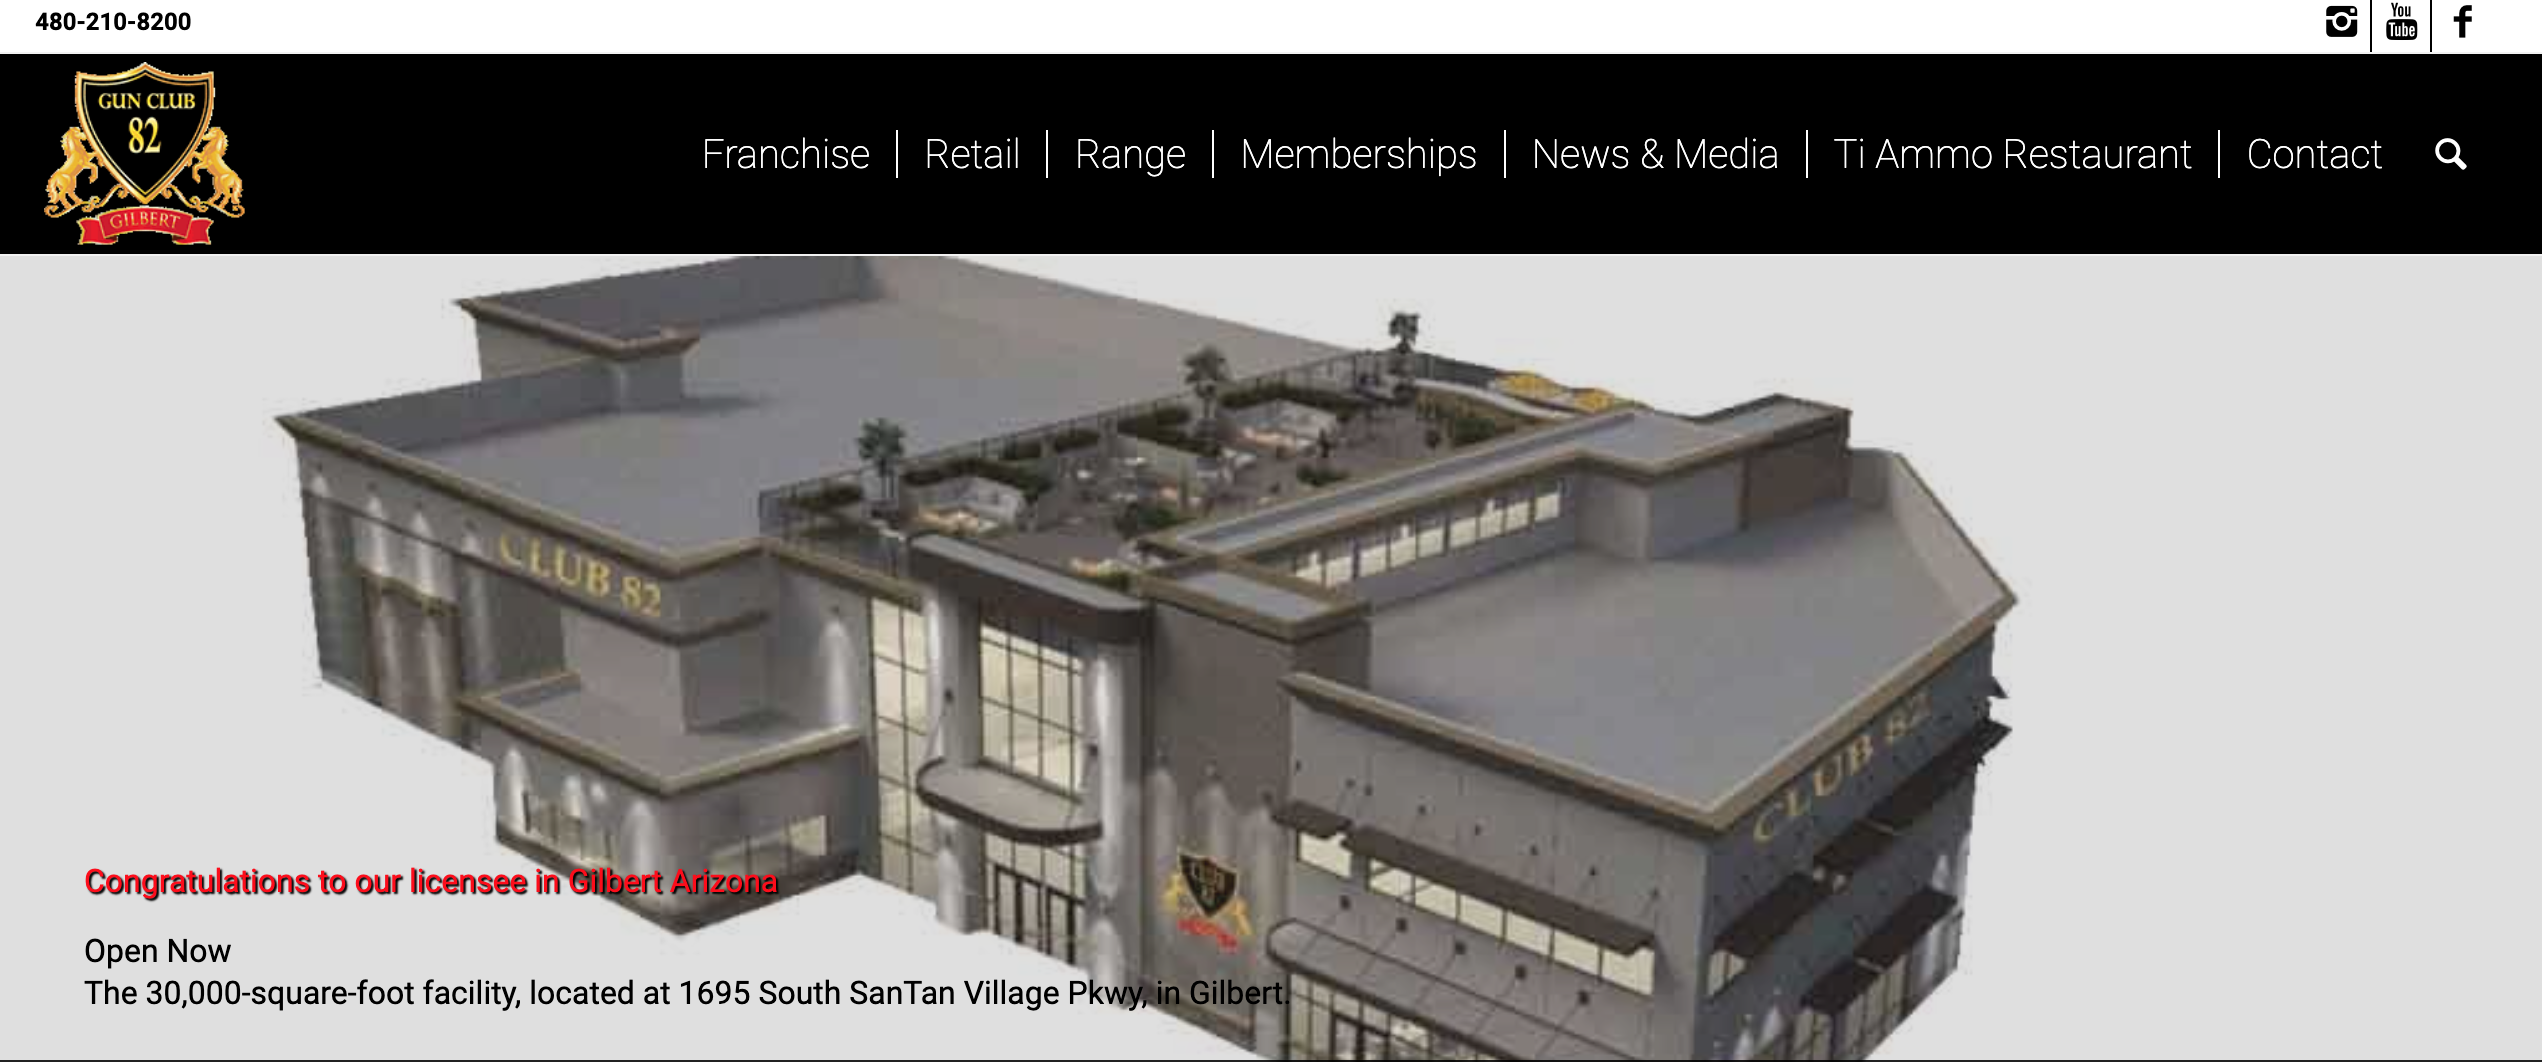 480-210-8200
You
Tube
GUN CLUB
82
GILBERT
Franchise
Retail
Range
Memberships
News & Media
Ti Ammo Restaurant
Contact
CLUB 82
CLUB 82
CLUB
82
Congratulations to our licensee in Gilbert Arizona
Open Now
The 30,000-square-foot facility, located at 1695 South SanTan Village Pkwy, in Gilbert.